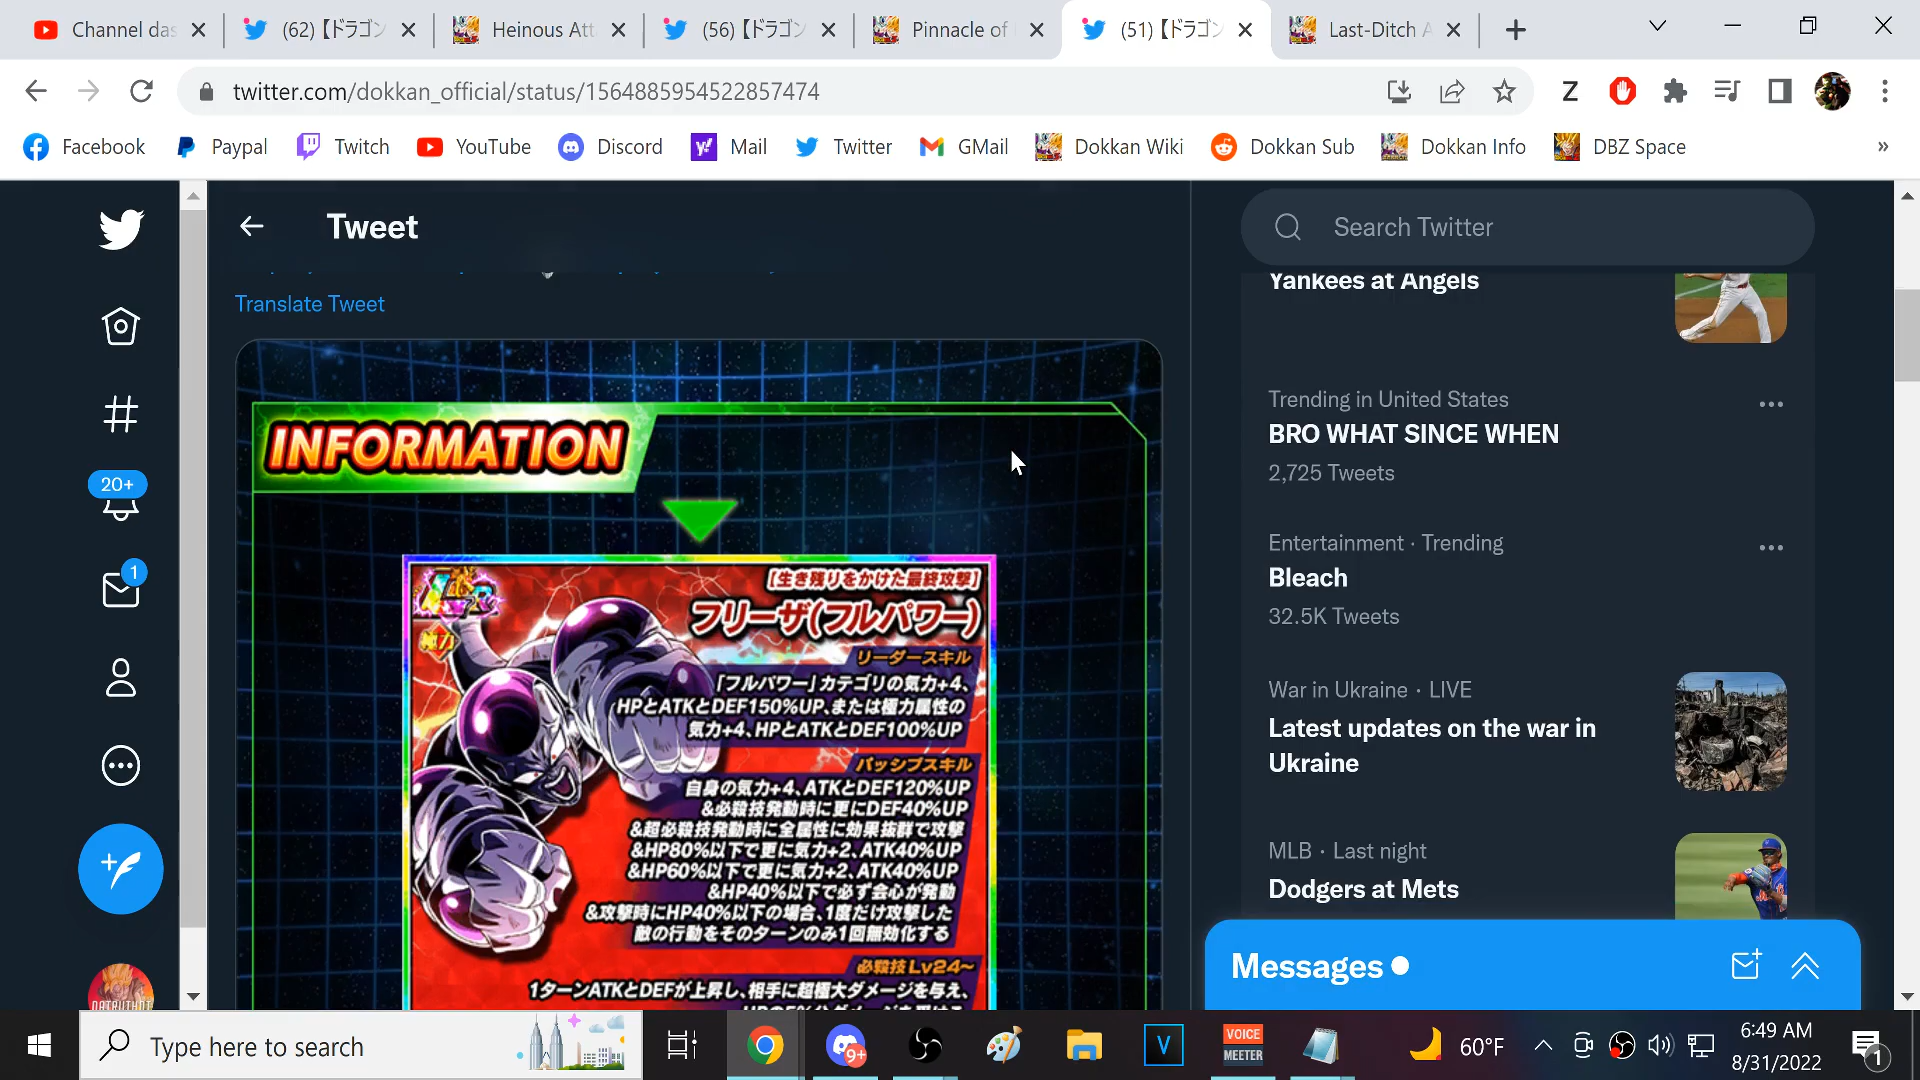 Channel das
(62)【ドラゴン
Heinous Att
(56)【ドラゴン
Pinnacle of
(51)【ドラゴン
Last-Ditch A
twitter.com/dokkan_official/status/1564885954522857474
Z
Facebook
Paypal
Twitch
YouTube
Discord
Mail
Twitter
GMail
Dokkan Wiki
Dokkan Sub
Dokkan Info
DBZ Space
»
Tweet
Search Twitter
Translate Tweet
INFORMATION
[生き残りをかけた最終攻撃]
フリーザ(フルパワー)
リーダースキル
「フルパワー」カテゴリの気力+4、
HPとATKとDEF150%UP、または極力属性の
気力+4、HPとATKとDEF100%UP
パッシブスキル
自身の気力+4、ATKとDEF120%UP
&必殺技発動時に更にDEF40%UP
&超必殺技発動時に全属性に効果抜群で攻撃
&HP80%以下で更に気力+2、ATK40%UP
&HP60%以下で更に気力+2、ATK40%UP
&HP40%以下で必ず会心が発動
&攻撃時にHP40%以下の場合、1度だけ攻撃した
敵の行動をそのターンのみ1回無効化する
必殺技Lv24~
1ターンATKとDEFが上昇し、相手に超極大ダメージを与え、
20+
1
Yankees at Angels
Trending in United States
BRO WHAT SINCE WHEN
2,725 Tweets
Entertainment · Trending
Bleach
32.5K Tweets
War in Ukraine · LIVE
Latest updates on the war in
Ukraine
MLB · Last night
Dodgers at Mets
Messages
Type here to search
9+
V
VOICE
MEETER
60°F
6:49 AM
8/31/2022
1